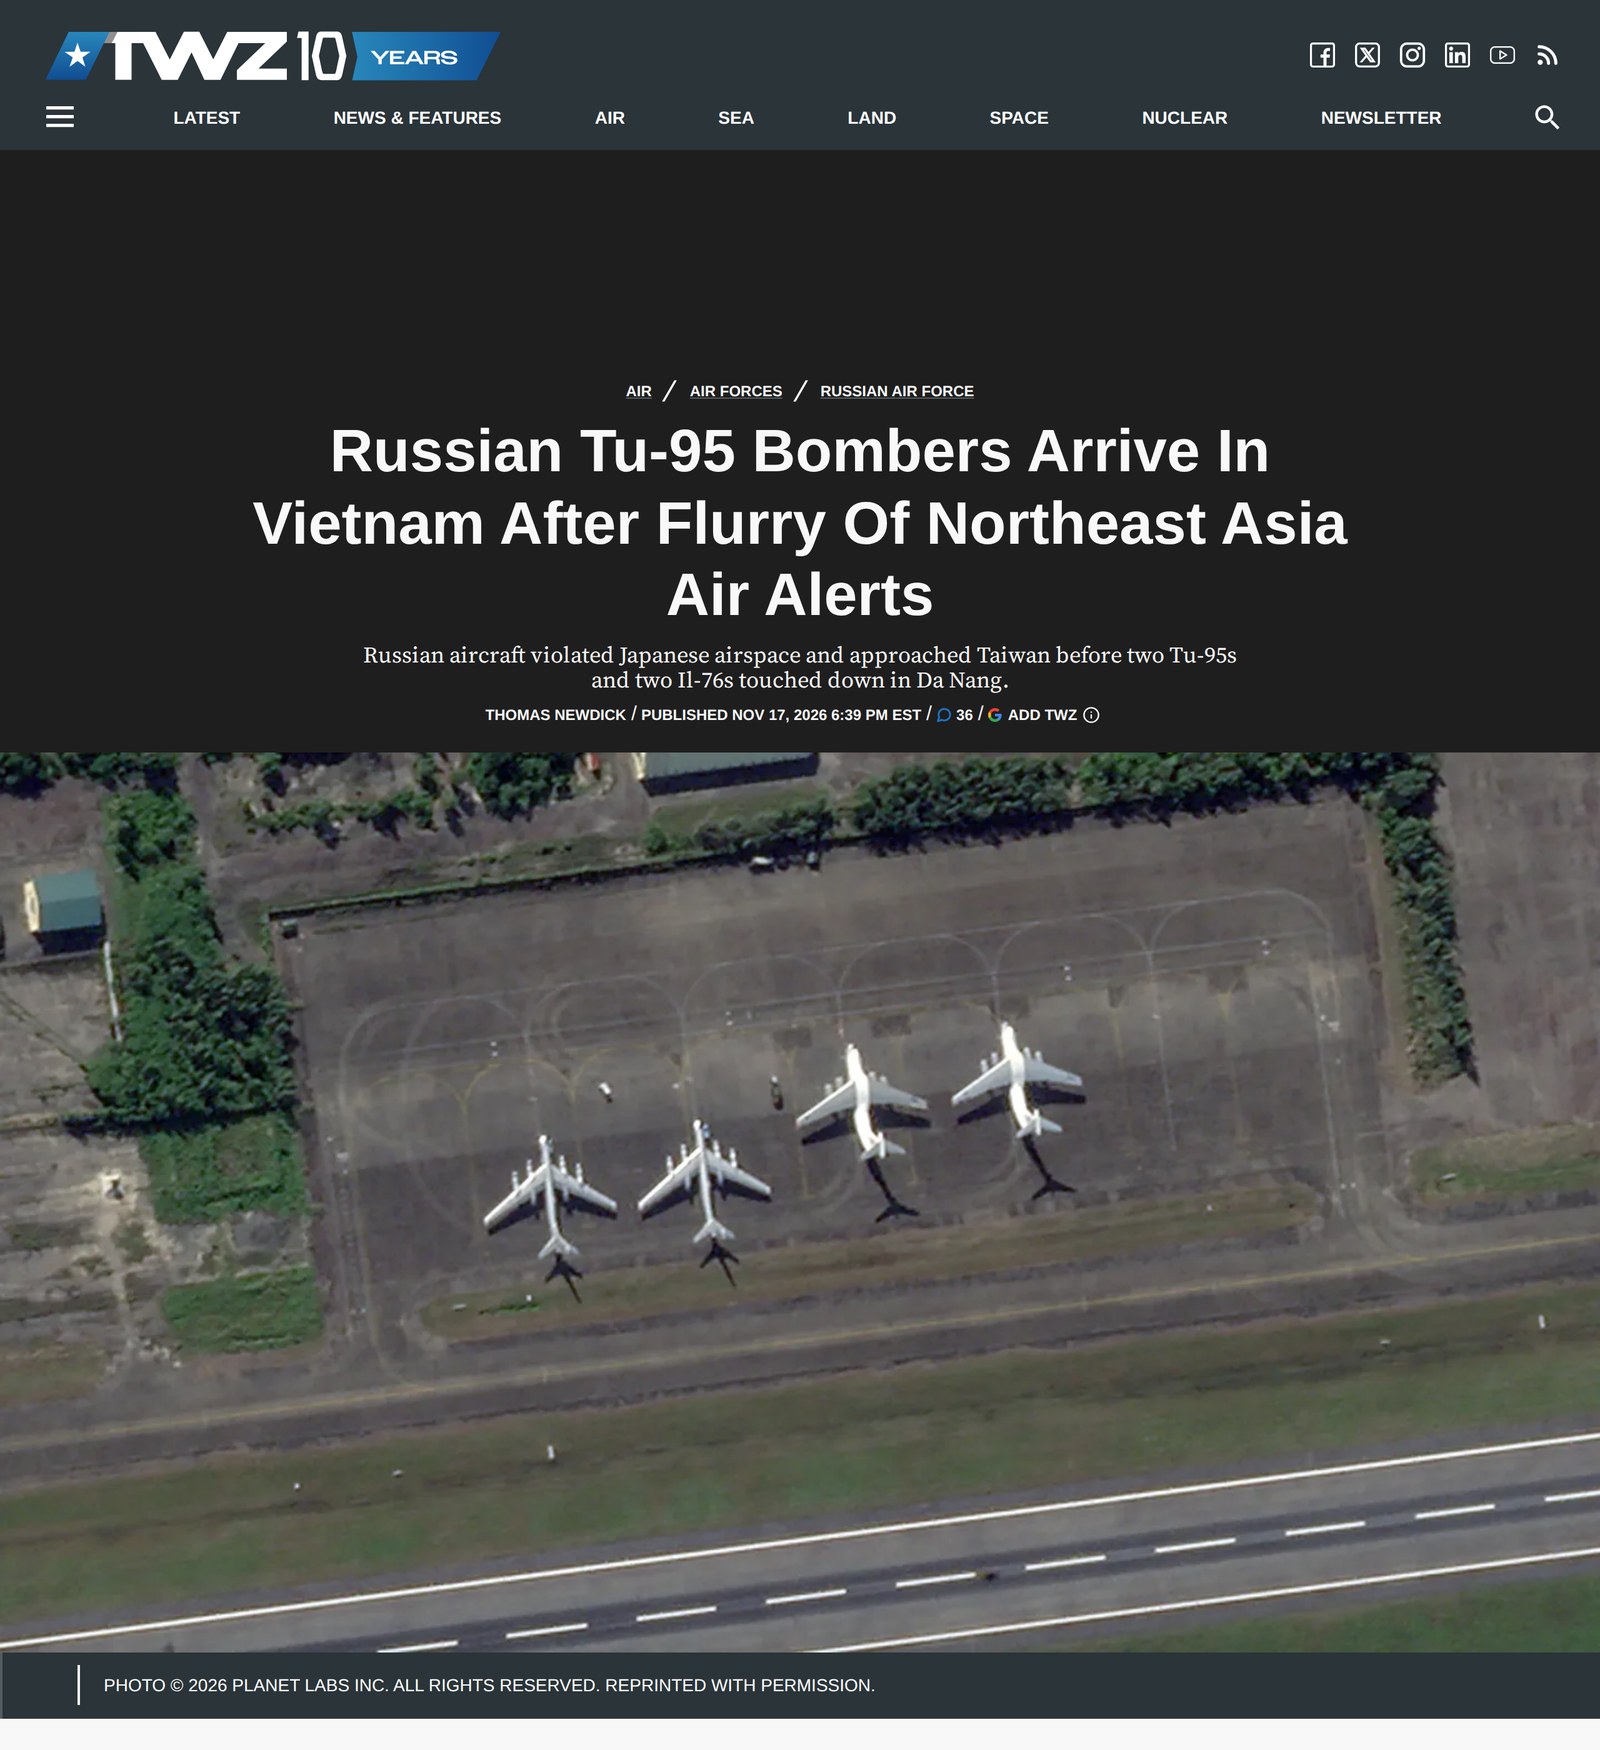 TWZ 10 YEARS
LATEST NEWS & FEATURES AIR SEA LAND SPACE NUCLEAR NEWSLETTER
AIR / AIR FORCES / RUSSIAN AIR FORCE
Russian Tu-95 Bombers Arrive In
Vietnam After Flurry Of Northeast Asia
Air Alerts
Russian aircraft violated Japanese airspace and approached Taiwan before two Tu-95s
and two Il-76s touched down in Da Nang.
THOMAS NEWDICK / PUBLISHED NOV 17, 2026 6:39 PM EST / 36 / ADD TWZ
PHOTO © 2026 PLANET LABS INC. ALL RIGHTS RESERVED. REPRINTED WITH PERMISSION.